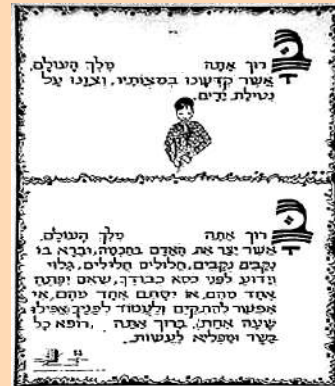 ברוך אתה מלך העולם,
אשר קדשנו במצותיו, וצונו על
נטילת ידים.
ברוך אתה מלך העולם,
אשר יצר את האדם בחכמה, וברא בו
נקבים נקבים, חלולים חלולים, גלוי
וידוע לפני כסא כבודך, שאם יפתח
אחד מהם, או יסתם אחד מהם, אי
אפשר להתקים ולעמוד לפניך אפילו
שעה אחת. ברוך אתה , רופא כל
בשר ומפליא לעשות.